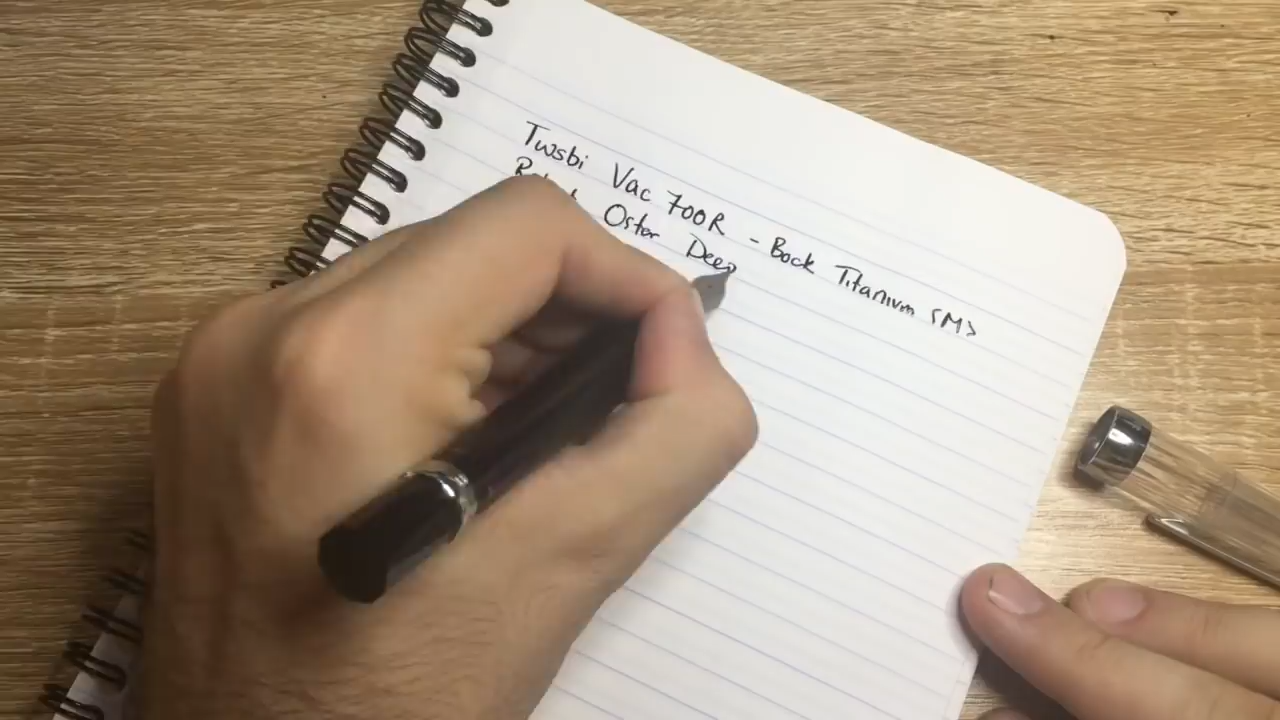 Twsbi Vac 700R - Bock Titanium <M>
Oster Deep